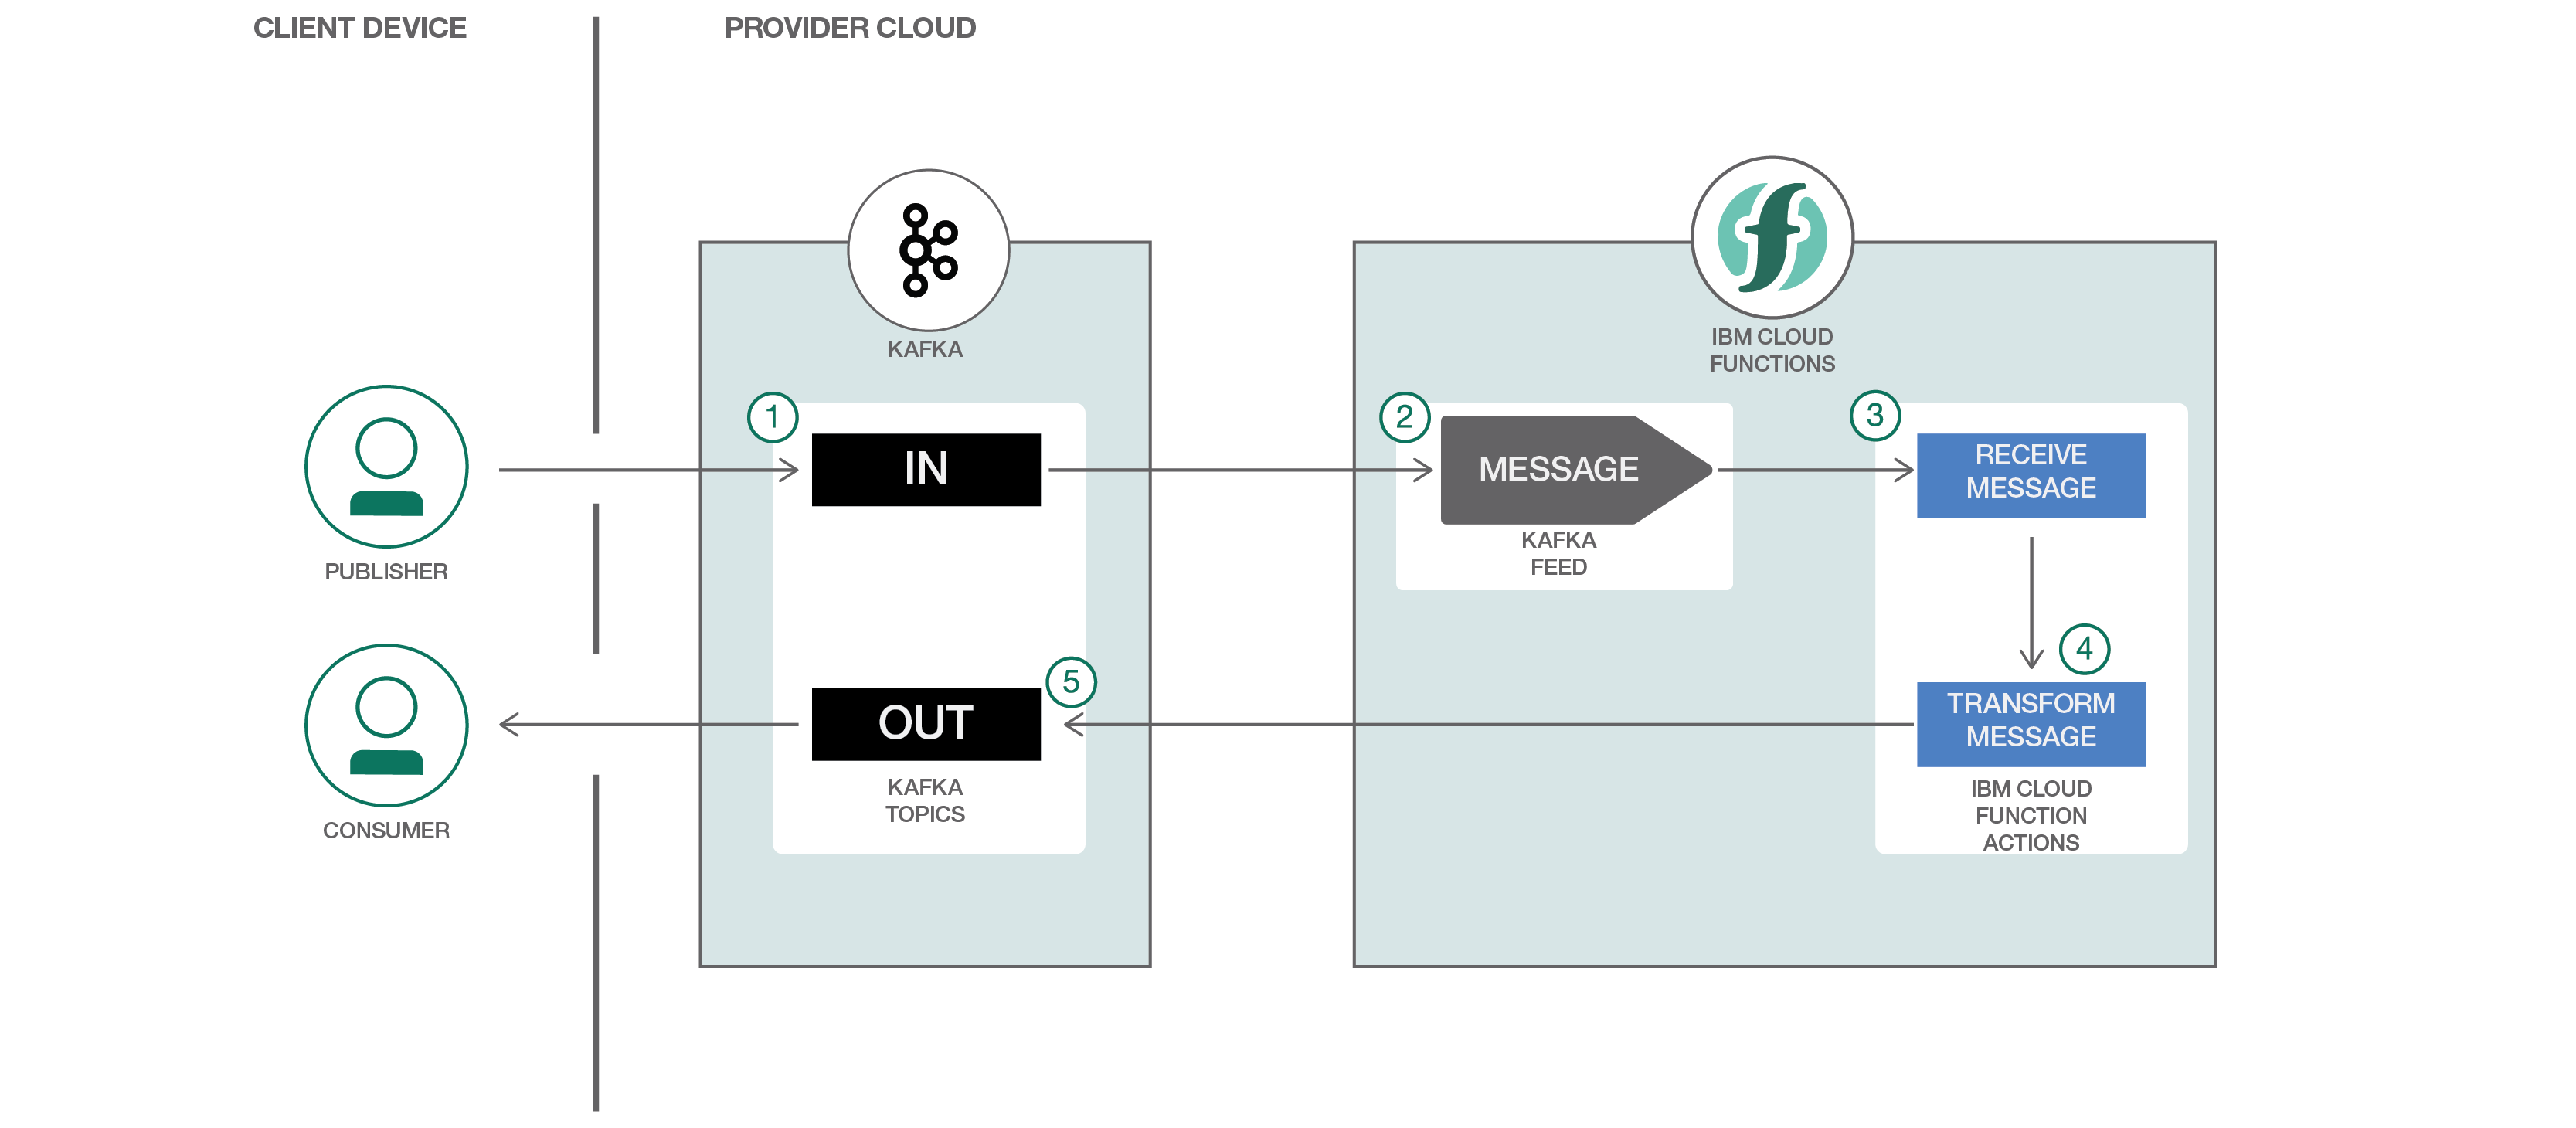 CLIENT DEVICE
PROVIDER CLOUD
KAFKA
IBM CLOUD
FUNCTIONS
1
IN
2
MESSAGE
KAFKA
FEED
3
RECEIVE
MESSAGE
PUBLISHER
4
TRANSFORM
MESSAGE
IBM CLOUD
FUNCTION
ACTIONS
5
OUT
KAFKA
TOPICS
CONSUMER